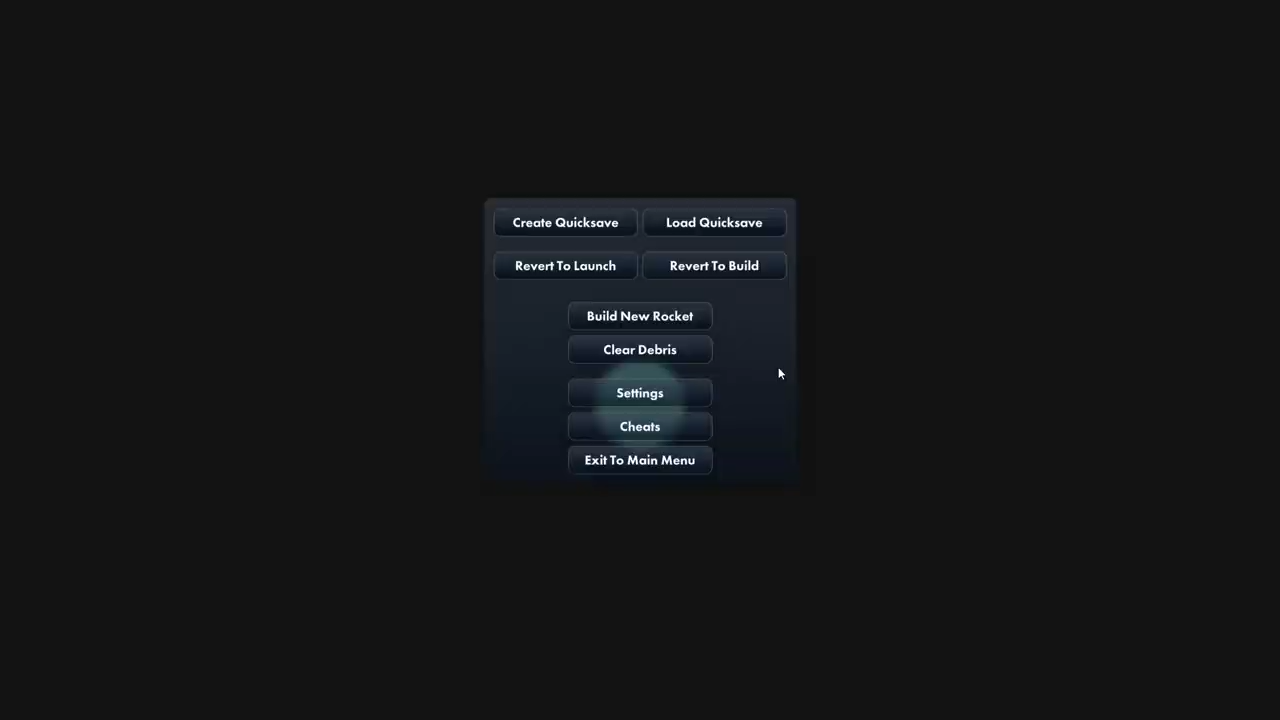 Create Quicksave Load Quicksave
Revert To Launch Revert To Build
Build New Rocket
Clear Debris
Settings
Cheats
Exit To Main Menu